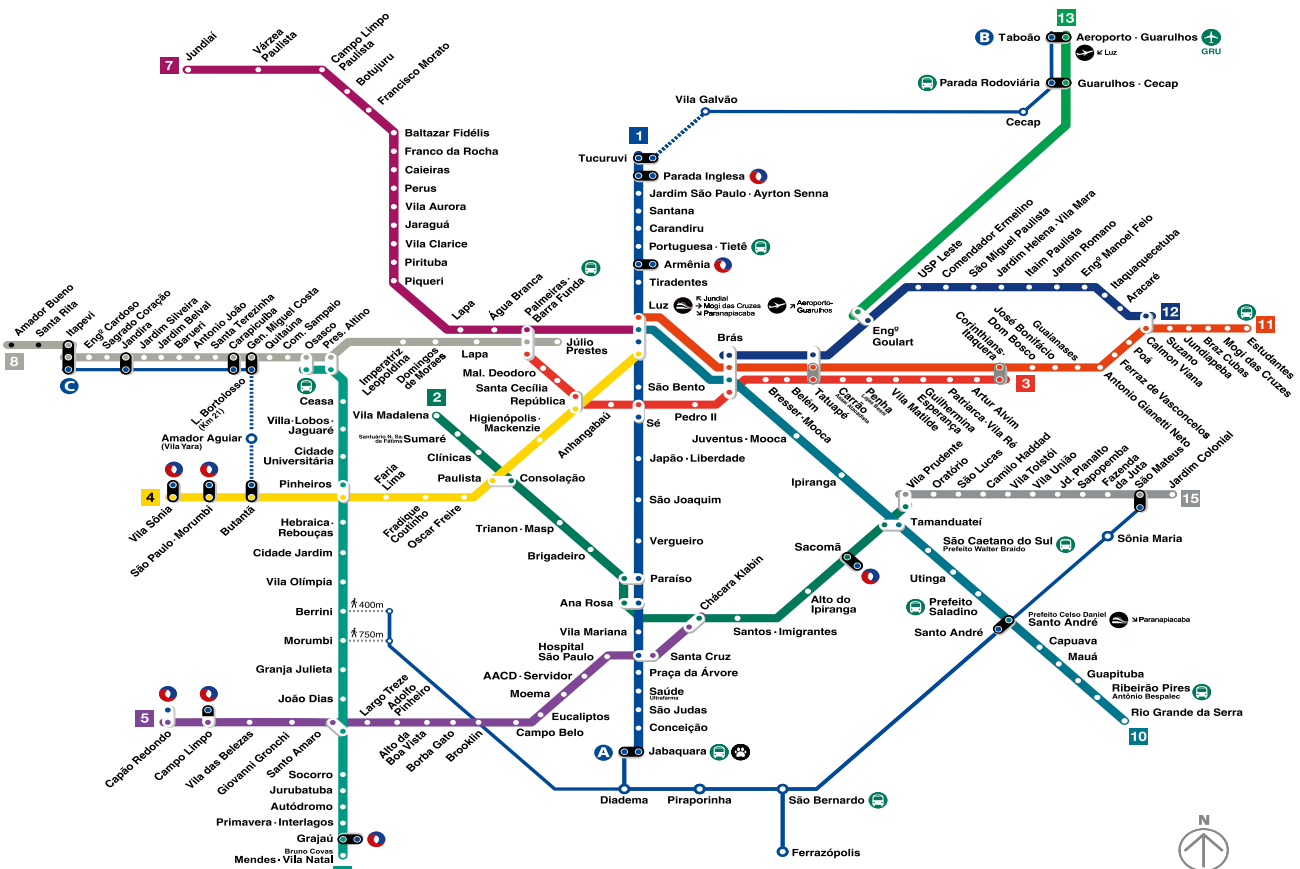 13
B Taboão
Aeroporto · Guarulhos
GRU
Luz
Parada Rodoviária
Guarulhos · Cecap
Vila Galvão
Cecap
7
Jundiaí
Várzea
Paulista
Campo Limpo
Paulista
Botujuru
Francisco Morato
Baltazar Fidélis
Franco da Rocha
Caieiras
Perus
Vila Aurora
Jaraguá
Vila Clarice
Pirituba
Piqueri
Lapa
Água Branca
Palmeiras-
Barra Funda
1
Tucuruvi
Parada Inglesa
Jardim São Paulo · Ayrton Senna
Santana
Carandiru
Portuguesa · Tietê
Armênia
Tiradentes
Luz
Jundiaí
Mogi das Cruzes
Paranapiacaba
Aeroporto-
Guarulhos
São Bento
Sé
Japão · Liberdade
São Joaquim
Vergueiro
Paraíso
Ana Rosa
Vila Mariana
Santa Cruz
Praça da Árvore
Saúde
Ultrafarma
São Judas
Conceição
A
Jabaquara
USP Leste
Comendador Ermelino
São Miguel Paulista
Jardim Helena · Vila Mara
Itaim Paulista
Jardim Romano
Engº Manoel Feio
Itaquaquecetuba
Aracaré
12
Engº
Goulart
Brás
11
Corinthians-
Itaquera
Dom Bosco
José Bonifácio
Guaianases
Antonio Gianetti Neto
Ferraz de Vasconcelos
Poá
Calmon Viana
Suzano
Jundiapeba
Braz Cubas
Mogi das Cruzes
Estudantes
3
Mal. Deodoro
Santa Cecília
República
Anhangabaú
Pedro II
Bresser · Mooca
Belém
Tatuapé
Carrão
Penha
Vila Matilde
Guilhermina
Esperança
Patriarca · Vila Ré
Artur Alvim
8
Amador Bueno
Santa Rita
Itapevi
Engº Cardoso
Sagrado Coração
Jandira
Jardim Silveira
Jardim Belval
Barueri
Antonio João
Santa Terezinha
Carapicuíba
Gen. Miguel Costa
Quitaúna
Com. Sampaio
Osasco
Pres. Altino
Imperatriz
Leopoldina
Domingos
de Moraes
Lapa
Júlio
Prestes
C
L. Bortolosso
(Km 21)
Amador Aguiar
(Vila Yara)
Ceasa
Villa-Lobos-
Jaguaré
Cidade
Universitária
Pinheiros
Hebraica-
Rebouças
Cidade Jardim
Vila Olímpia
Berrini
400m
Morumbi
750m
Granja Julieta
João Dias
Santo Amaro
Socorro
Jurubatuba
Autódromo
Primavera · Interlagos
Grajaú
Bruno Covas
Mendes · Vila Natal
4
Vila Sônia
São Paulo · Morumbi
Butantã
Faria
Lima
Fradique
Coutinho
Oscar Freire
Paulista
Higienópolis-
Mackenzie
2
Vila Madalena
Santuário N. Sa.
de Fátima
Sumaré
Clínicas
Consolação
Trianon · Masp
Brigadeiro
Chácara Klabin
Santos · Imigrantes
Alto do
Ipiranga
Sacomã
Tamanduateí
Vila Prudente
Oratório
São Lucas
Camilo Haddad
Vila Tolstói
Vila União
Jd. Planalto
Sapopemba
Fazenda
da Juta
São Mateus
Jardim Colonial
15
5
Capão Redondo
Campo Limpo
Vila das Belezas
Giovanni Gronchi
Largo Treze
Adolfo
Pinheiro
Alto da
Boa Vista
Borba Gato
Brooklin
Campo Belo
Eucaliptos
Moema
AACD · Servidor
Hospital
São Paulo
Juventus · Mooca
Ipiranga
São Caetano do Sul
Prefeito Walter Braido
Utinga
Prefeito
Saladino
Santo André
Prefeito Celso Daniel
Santo André
Paranapiacaba
Capuava
Mauá
Guapituba
Ribeirão Pires
Antônio Bespalec
Rio Grande da Serra
10
Sônia Maria
Diadema
Piraporinha
São Bernardo
Ferrazópolis
N